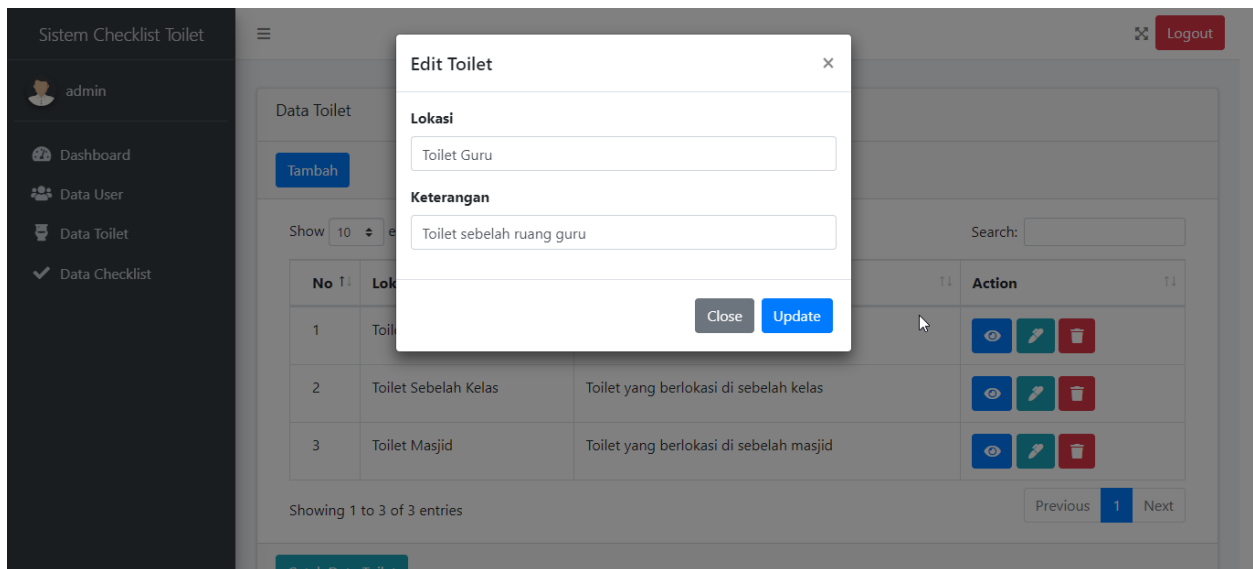 Sistem Checklist Toilet
Logout
admin
Dashboard
Data User
Data Toilet
Data Checklist
Edit Toilet
×
Lokasi
Toilet Guru
Keterangan
Toilet sebelah ruang guru
Close Update
Data Toilet
Tambah
Show 10 Search:
No Action
1
2 Toilet Sebelah Kelas Toilet yang berlokasi di sebelah kelas
3 Toilet Masjid Toilet yang berlokasi di sebelah masjid
Showing 1 to 3 of 3 entries
Previous 1 Next